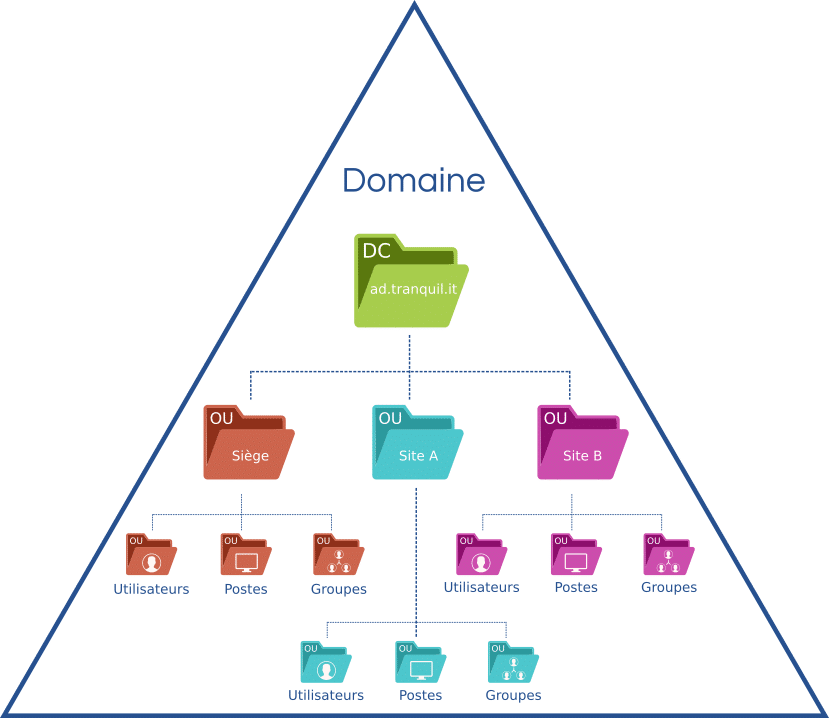 Domaine
DC
ad.tranquil.it
OU
Siège
OU
Site A
OU
Site B
OU
Utilisateurs
OU
Postes
OU
Groupes
OU
Utilisateurs
OU
Postes
OU
Groupes
OU
Utilisateurs
OU
Postes
OU
Groupes